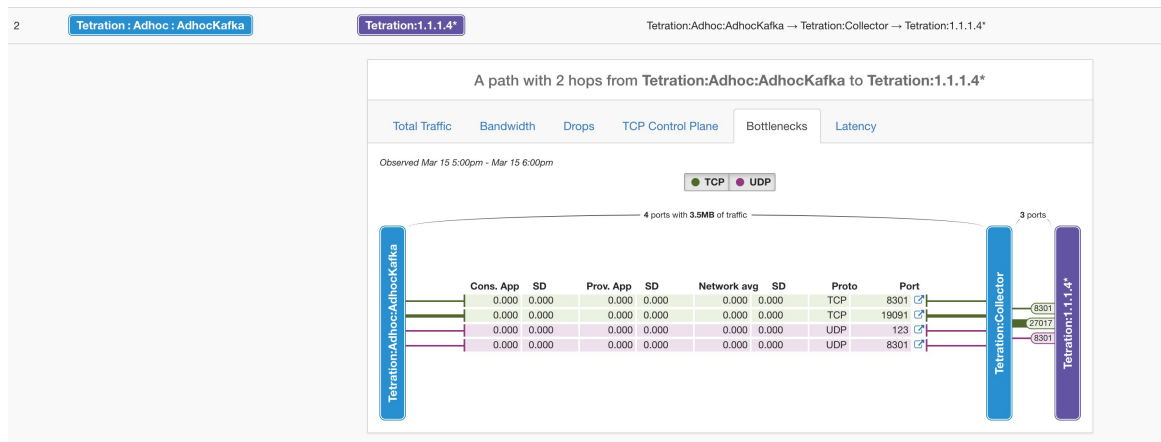 2 Tetration : Adhoc : AdhocKafka Tetration:1.1.1.4* Tetration:Adhoc:AdhocKafka → Tetration:Collector → Tetration:1.1.1.4*
A path with 2 hops from Tetration:Adhoc:AdhocKafka to Tetration:1.1.1.4*
Total Traffic Bandwidth Drops TCP Control Plane Bottlenecks Latency
Observed Mar 15 5:00pm - Mar 15 6:00pm
TCP UDP
4 ports with 3.5MB of traffic 3 ports
Tetration:Adhoc:AdhocKafka
Cons. App SD Prov. App SD Network avg SD Proto Port
0.000 0.000 0.000 0.000 0.000 0.000 TCP 8301
0.000 0.000 0.000 0.000 0.000 0.000 TCP 19091
0.000 0.000 0.000 0.000 0.000 0.000 UDP 123
0.000 0.000 0.000 0.000 0.000 0.000 UDP 8301
Tetration:Collector
8301
27017
8301
Tetration:1.1.1.4*